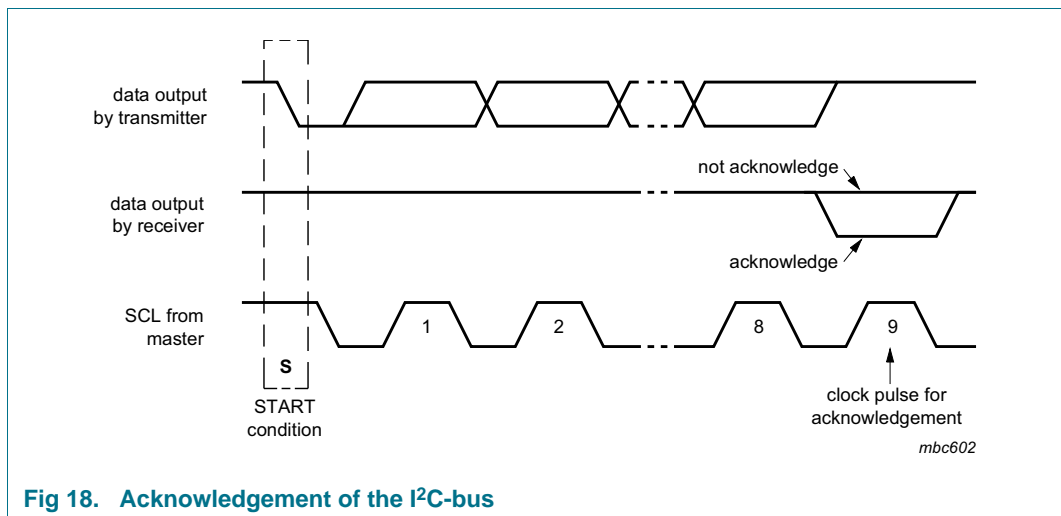 data output
by transmitter
not acknowledge
data output
by receiver
acknowledge
SCL from
master
1
2
8
9
S
START
condition
clock pulse for
acknowledgement
mbc602
Fig 18. Acknowledgement of the I²C-bus